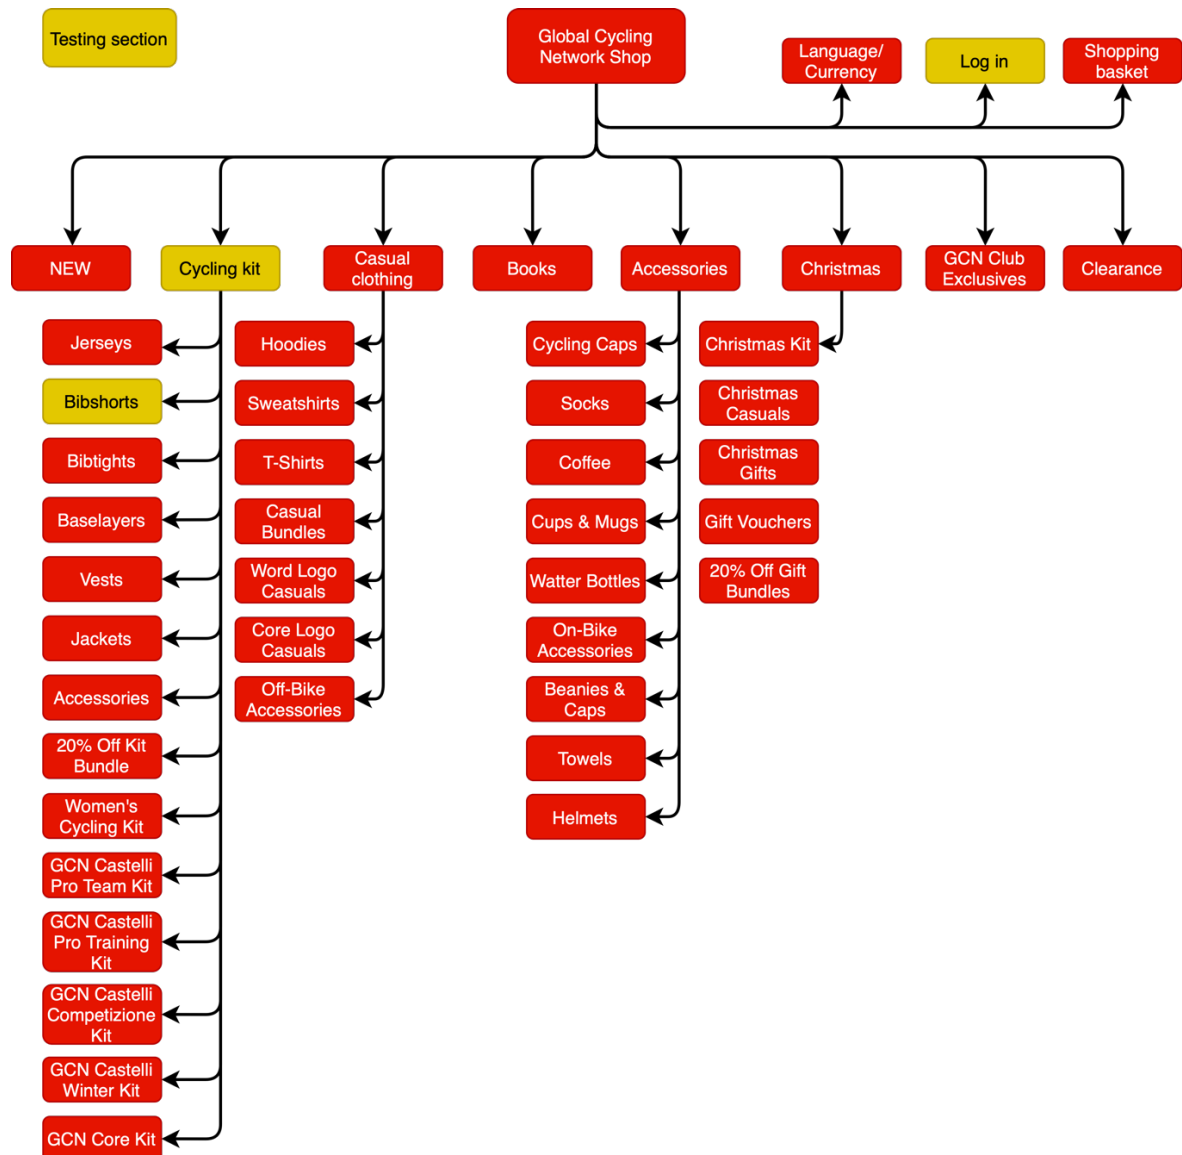 Testing section
Global Cycling
Network Shop
Language/
Currency
Log in
Shopping
basket
NEW
Cycling kit
Casual
clothing
Books
Accessories
Christmas
GCN Club
Exclusives
Clearance
Jerseys
Bibshorts
Bibtights
Baselayers
Vests
Jackets
Accessories
20% Off Kit
Bundle
Women's
Cycling Kit
GCN Castelli
Pro Team Kit
GCN Castelli
Pro Training
Kit
GCN Castelli
Competizione
Kit
GCN Castelli
Winter Kit
GCN Core Kit
Hoodies
Sweatshirts
T-Shirts
Casual
Bundles
Word Logo
Casuals
Core Logo
Casuals
Off-Bike
Accessories
Cycling Caps
Socks
Coffee
Cups & Mugs
Watter Bottles
On-Bike
Accessories
Beanies &
Caps
Towels
Helmets
Christmas Kit
Christmas
Casuals
Christmas
Gifts
Gift Vouchers
20% Off Gift
Bundles